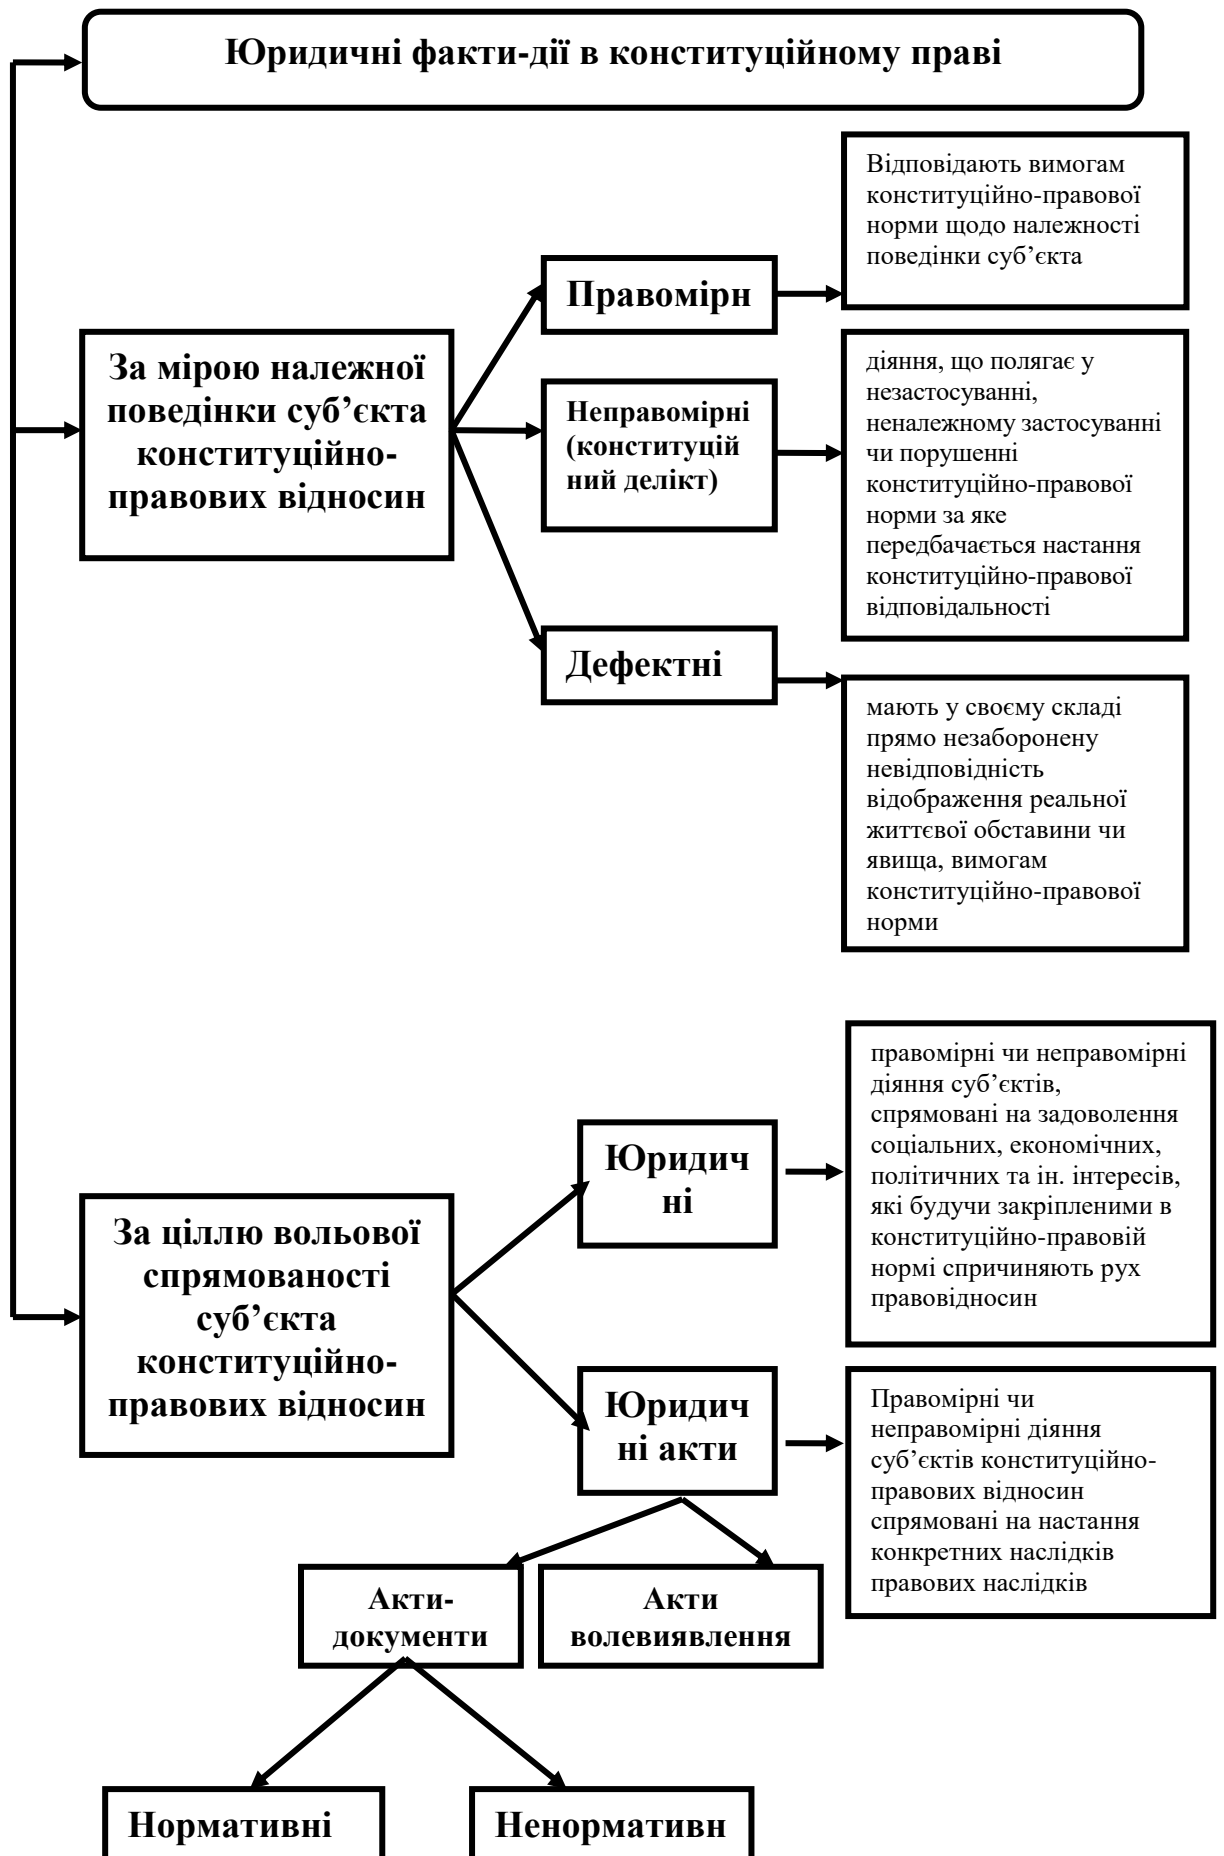 Юридичні факти-дії в конституційному праві
Відповідають вимогам
конституційно-правової
норми щодо належності
поведінки суб’єкта
Правомірн
За мірою належної
поведінки суб’єкта
конституційно-
правових відносин
Неправомірні
(конституцій
ний делікт)
діяння, що полягає у
незастосуванні,
неналежному застосуванні
чи порушенні
конституційно-правової
норми за яке
передбачається настання
конституційно-правової
відповідальності
Дефектні
мають у своєму складі
прямо незаборонену
невідповідність
відображення реальної
життєвої обставини чи
явища, вимогам
конституційно-правової
норми
правомірні чи неправомірні
діяння суб’єктів,
спрямовані на задоволення
соціальних, економічних,
політичних та ін. інтересів,
які будучи закріпленими в
конституційно-правовій
нормі спричиняють рух
правовідносин
Юридич
ні
За ціллю вольової
спрямованості
суб’єкта
конституційно-
правових відносин
Юридич
ні акти
Правомірні чи
неправомірні діяння
суб’єктів конституційно-
правових відносин
спрямовані на настання
конкретних наслідків
правових наслідків
Акти-
документи
Акти
волевиявлення
Нормативні
Ненормативн